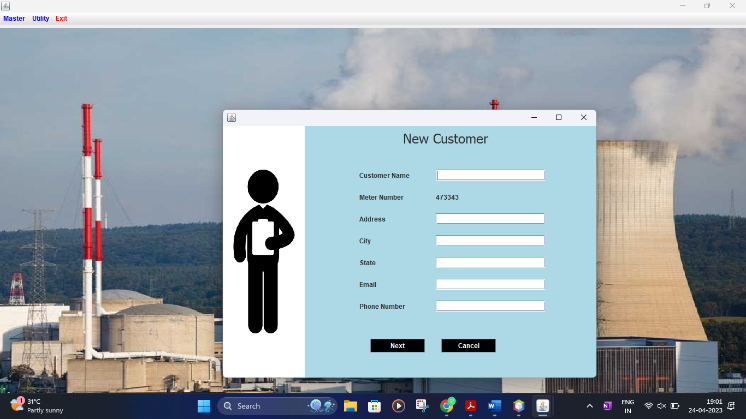 Master Utility Exit
New Customer
Customer Name
Meter Number 473343
Address
City
State
Email
Phone Number
Next Cancel
1
31°C
Partly sunny
Search
ENG
IN
19:01
24-04-2023